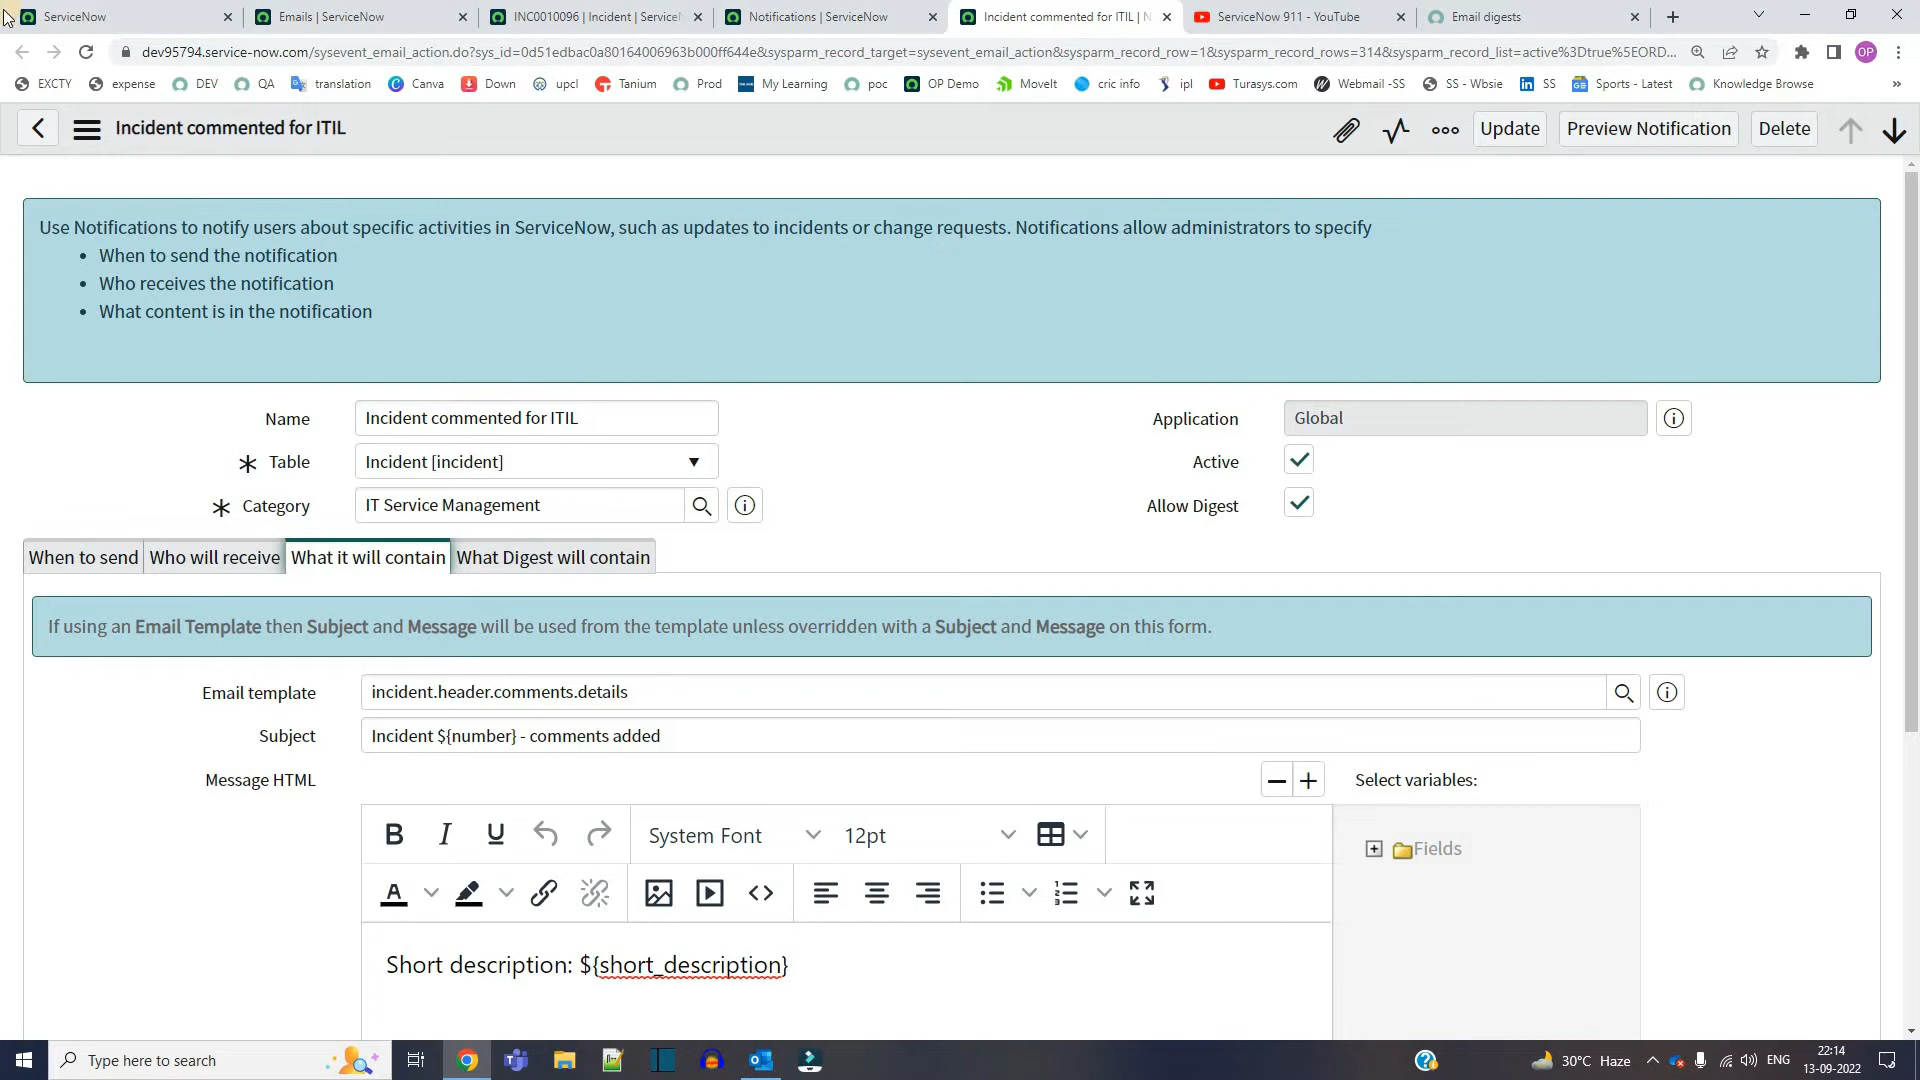 ServiceNow
Emails | ServiceNow
INC0010096 | Incident | Service
Notifications | ServiceNow
Incident commented for ITIL | N
ServiceNow 911 - YouTube
Email digests
dev95794.service-now.com/sysevent_email_action.do?sys_id=0d51edbac0a80164006963b000ff644e&sysparm_record_target=sysevent_email_action&sysparm_record_row=1&sysparm_record_rows=314&sysparm_record_list=active%3Dtrue%5EORD...
OP
EXCTY
expense
DEV
QA
translation
Canva
Down
upcl
Tanium
Prod
My Learning
poc
OP Demo
MoveIt
cric info
ipl
Turasys.com
Webmail -SS
SS - Wbsie
SS
Sports - Latest
Knowledge Browse
»
Incident commented for ITIL
Update
Preview Notification
Delete
Use Notifications to notify users about specific activities in ServiceNow, such as updates to incidents or change requests. Notifications allow administrators to specify
• When to send the notification
• Who receives the notification
• What content is in the notification
Name
Incident commented for ITIL
Application
Global
Table
Incident [incident]
Active
Category
IT Service Management
Allow Digest
When to send
Who will receive
What it will contain
What Digest will contain
If using an Email Template then Subject and Message will be used from the template unless overridden with a Subject and Message on this form.
Email template
incident.header.comments.details
Subject
Incident ${number} - comments added
Message HTML
Select variables:
B I U
System Font
12pt
Fields
A
Short description: ${short_description}
Type here to search
30°C Haze
ENG
22:14
13-09-2022